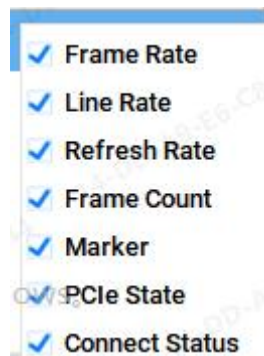 Frame Rate
Line Rate
Refresh Rate
Frame Count
Marker
PCIe State
Connect Status